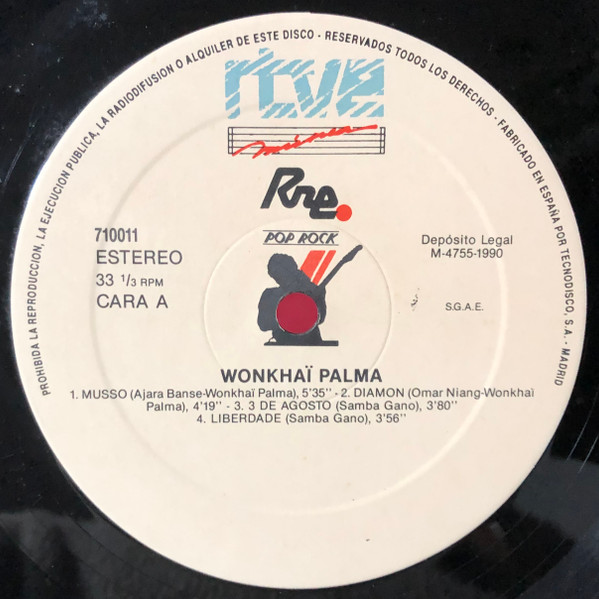 PROHIBIDA LA REPRODUCCION, LA EJECUCION PUBLICA, LA RADIODIFUSION O ALQUILER DE ESTE DISCO - RESERVADOS TODOS LOS DERECHOS - FABRICADO EN ESPAÑA POR TECNODISCO, S.A. - MADRID
rtve
música
Rne.
POP ROCK
710011
ESTEREO
33 1/3 RPM
CARA A
Depósito Legal
M-4755-1990
S.G.A.E.
WONKHAÏ PALMA
1. MUSSO (Ajara Banse-Wonkhaï Palma), 5'35'' - 2. DIAMON (Omar Niang-Wonkhaï
Palma), 4'19'' - 3. 3 DE AGOSTO (Samba Gano), 3'80''
4. LIBERDADE (Samba Gano), 3'56''